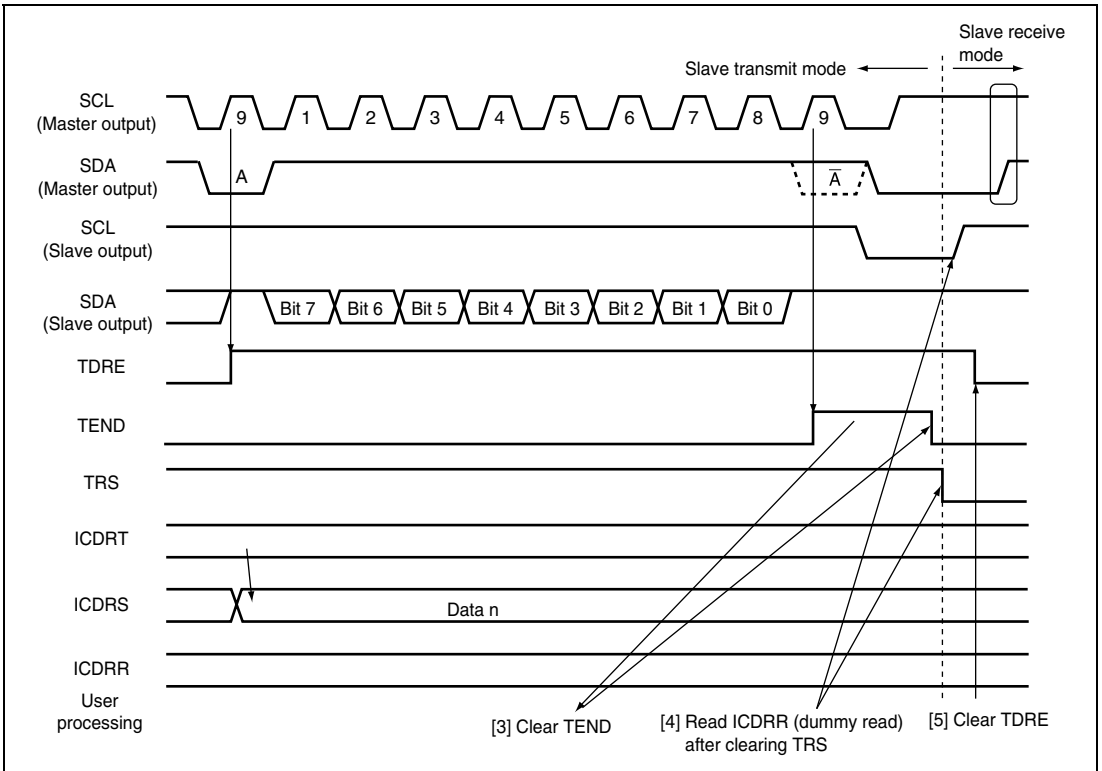 Slave receive
mode
Slave transmit mode
SCL
(Master output)
9 1 2 3 4 5 6 7 8 9
SDA
(Master output)
A A̅
SCL
(Slave output)
SDA
(Slave output)
Bit 7 Bit 6 Bit 5 Bit 4 Bit 3 Bit 2 Bit 1 Bit 0
TDRE
TEND
TRS
ICDRT
ICDRS
Data n
ICDRR
User
processing
[3] Clear TEND
[4] Read ICDRR (dummy read)
after clearing TRS
[5] Clear TDRE